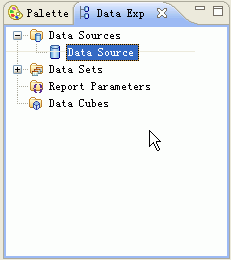 Palette Data Exp
Data Sources
Data Source
Data Sets
Report Parameters
Data Cubes